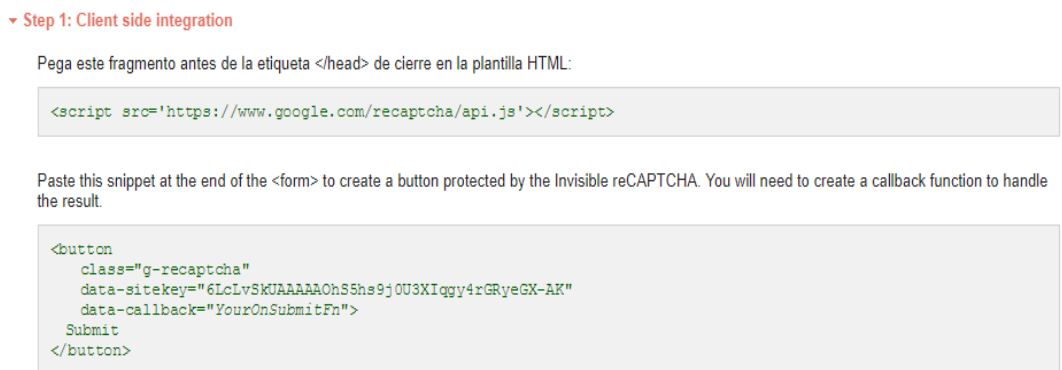 Step 1: Client side integration
Pega este fragmento antes de la etiqueta </head> de cierre en la plantilla HTML:
<script src='https://www.google.com/recaptcha/api.js'></script>
Paste this snippet at the end of the <form> to create a button protected by the Invisible reCAPTCHA. You will need to create a callback function to handle
the result.
<button
class="g-recaptcha"
data-sitekey="6LcLvSkUAAAAAOhS5hs9j0U3XIqgy4rGRyeGX-AK"
data-callback="YourOnSubmitFn">
Submit
</button>